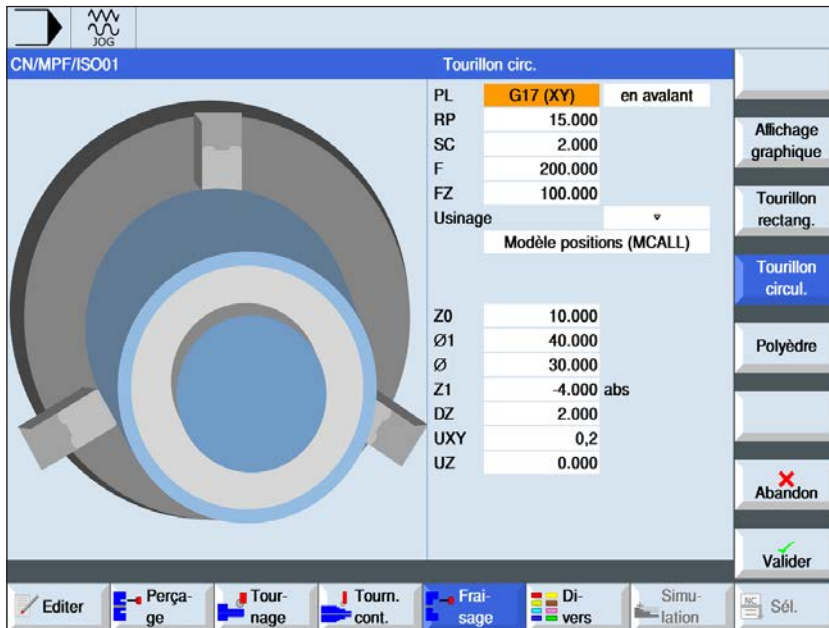 JOG
CN/MPF/ISO01
Tourillon circ.
PL G17 (XY) en avalant
RP 15.000
SC 2.000
F 200.000
FZ 100.000
Usinage ▿
Modèle positions (MCALL)
Z0 10.000
Ø1 40.000
Ø 30.000
Z1 -4.000 abs
DZ 2.000
UXY 0,2
UZ 0.000
Affichage
graphique
Tourillon
rectang.
Tourillon
circul.
Polyèdre
Abandon
Valider
Editer
Perça-
ge
Tour-
nage
Tourn.
cont.
Frai-
sage
Di-
vers
Simu-
lation
NC
Sél.